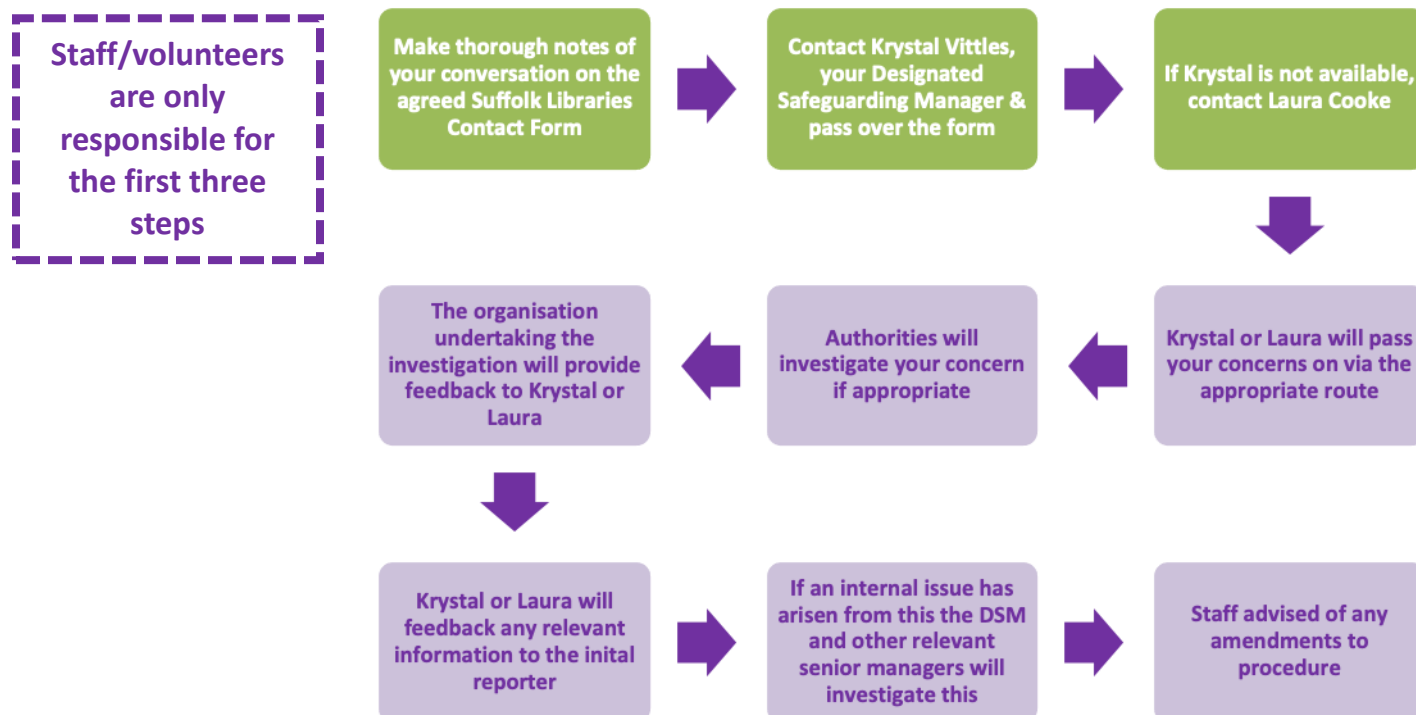 Staff/volunteers
are only
responsible for
the first three
steps
Make thorough notes of
your conversation on the
agreed Suffolk Libraries
Contact Form
Contact Krystal Vittles,
your Designated
Safeguarding Manager &
pass over the form
If Krystal is not available,
contact Laura Cooke
Krystal or Laura will pass
your concerns on via the
appropriate route
Authorities will
investigate your concern
if appropriate
The organisation
undertaking the
investigation will provide
feedback to Krystal or
Laura
Krystal or Laura will
feedback any relevant
information to the inital
reporter
If an internal issue has
arisen from this the DSM
and other relevant
senior managers will
investigate this
Staff advised of any
amendments to
procedure